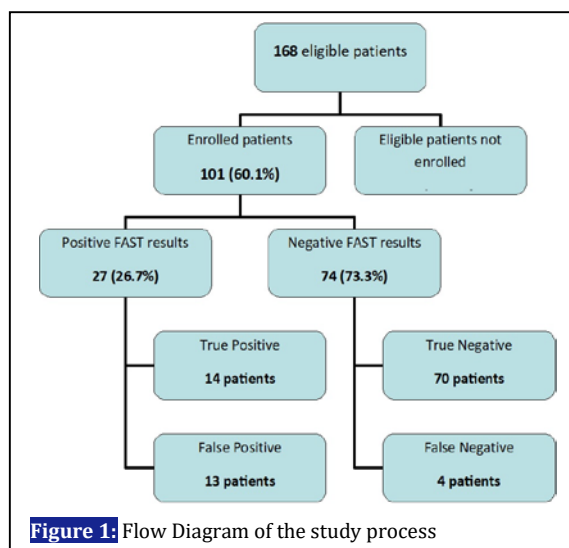 168 eligible patients
Enrolled patients
101 (60.1%)
Eligible patients not
enrolled
Positive FAST results
27 (26.7%)
Negative FAST results
74 (73.3%)
True Positive
14 patients
True Negative
70 patients
False Positive
13 patients
False Negative
4 patients
Figure 1: Flow Diagram of the study process